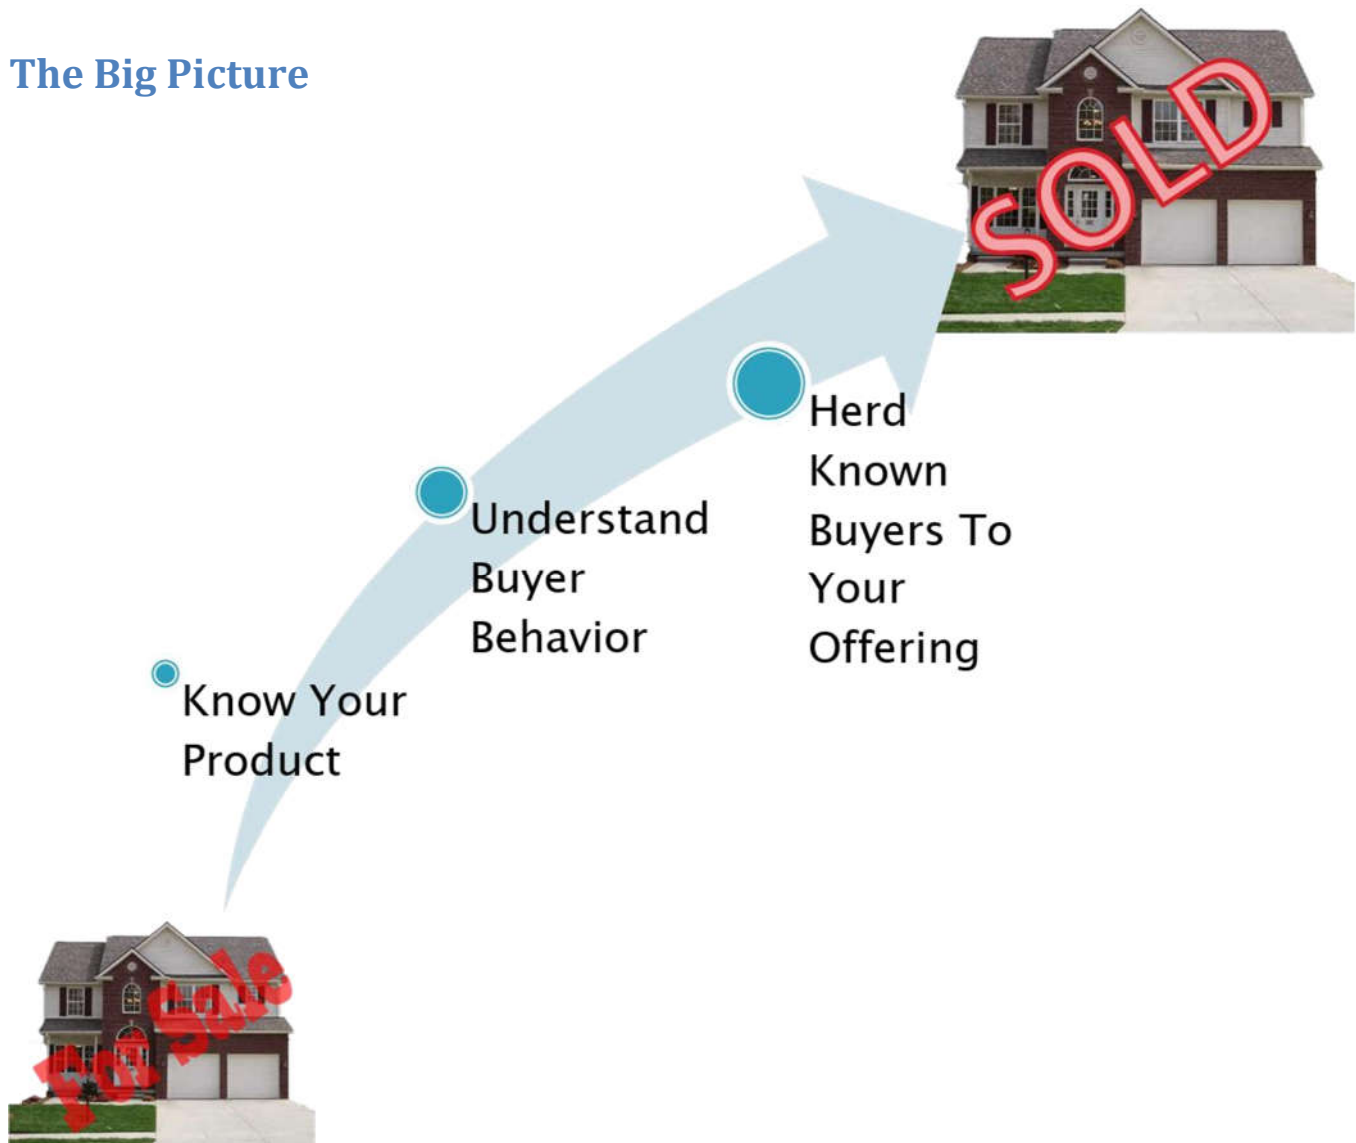 The Big Picture
SOLD
Herd
Known
Buyers To
Your
Offering
Understand
Buyer
Behavior
Know Your
Product
For Sale